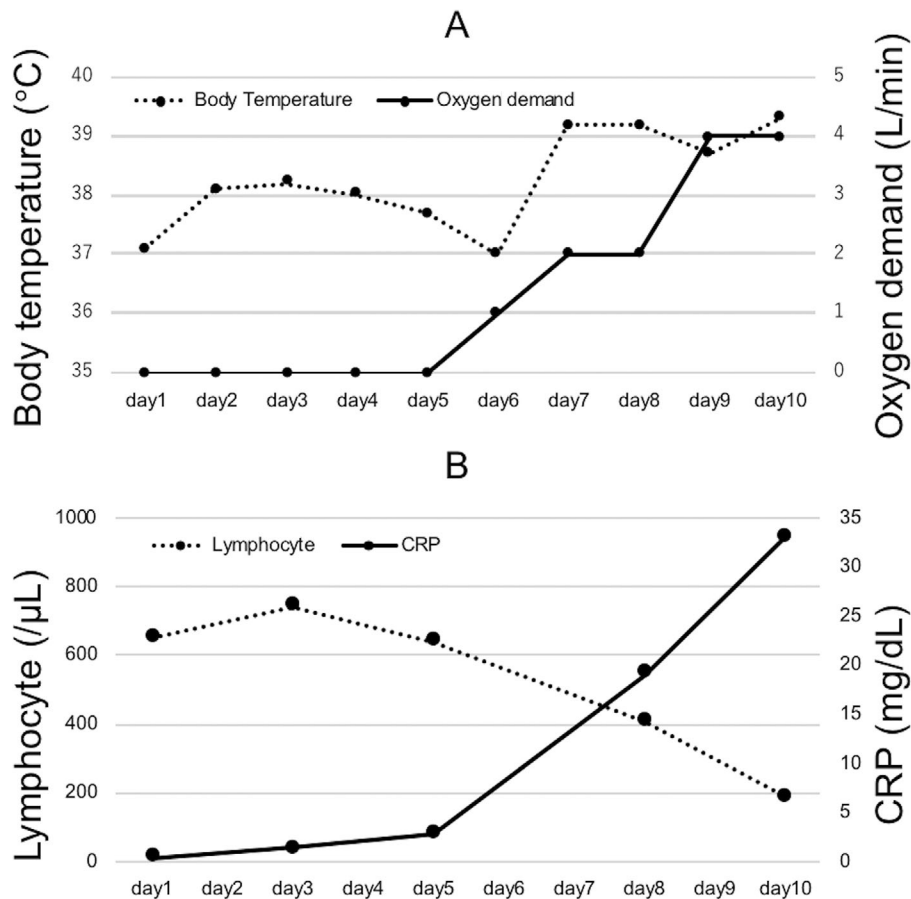 A
Body temperature (°C)
40
39
38
37
36
35
Body Temperature
Oxygen demand
5
4
3
2
1
0
Oxygen demand (L/min)
day1 day2 day3 day4 day5 day6 day7 day8 day9 day10
B
Lymphocyte (/μL)
1000
800
600
400
200
0
Lymphocyte
CRP
35
30
25
20
15
10
5
0
CRP (mg/dL)
day1 day2 day3 day4 day5 day6 day7 day8 day9 day10